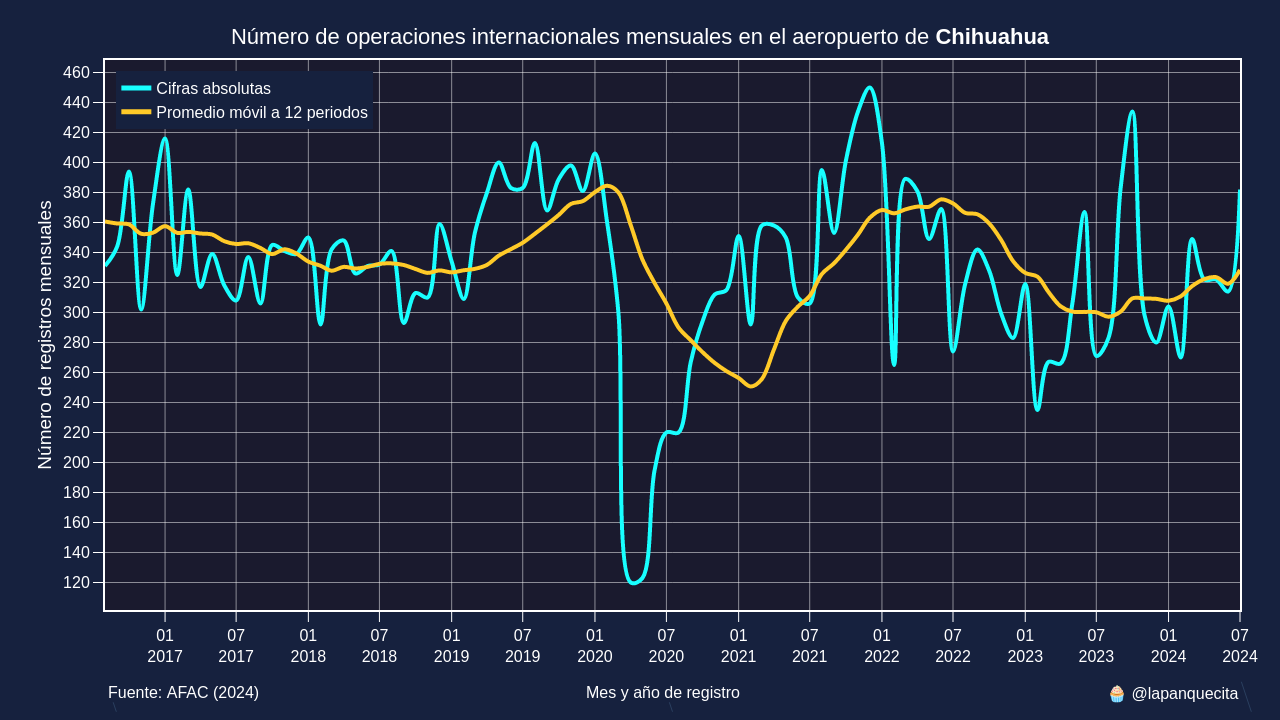 Número de operaciones internacionales mensuales en el aeropuerto de Chihuahua
Cifras absolutas
Promedio móvil a 12 periodos
Número de registros mensuales
460
440
420
400
380
360
340
320
300
280
260
240
220
200
180
160
140
120
01 07 01 07 01 07 01 07 01 07 01 07 01 07 01 07
2017 2017 2018 2018 2019 2019 2020 2020 2021 2021 2022 2022 2023 2023 2024 2024
Fuente: AFAC (2024) Mes y año de registro 🧁 @lapanquecita